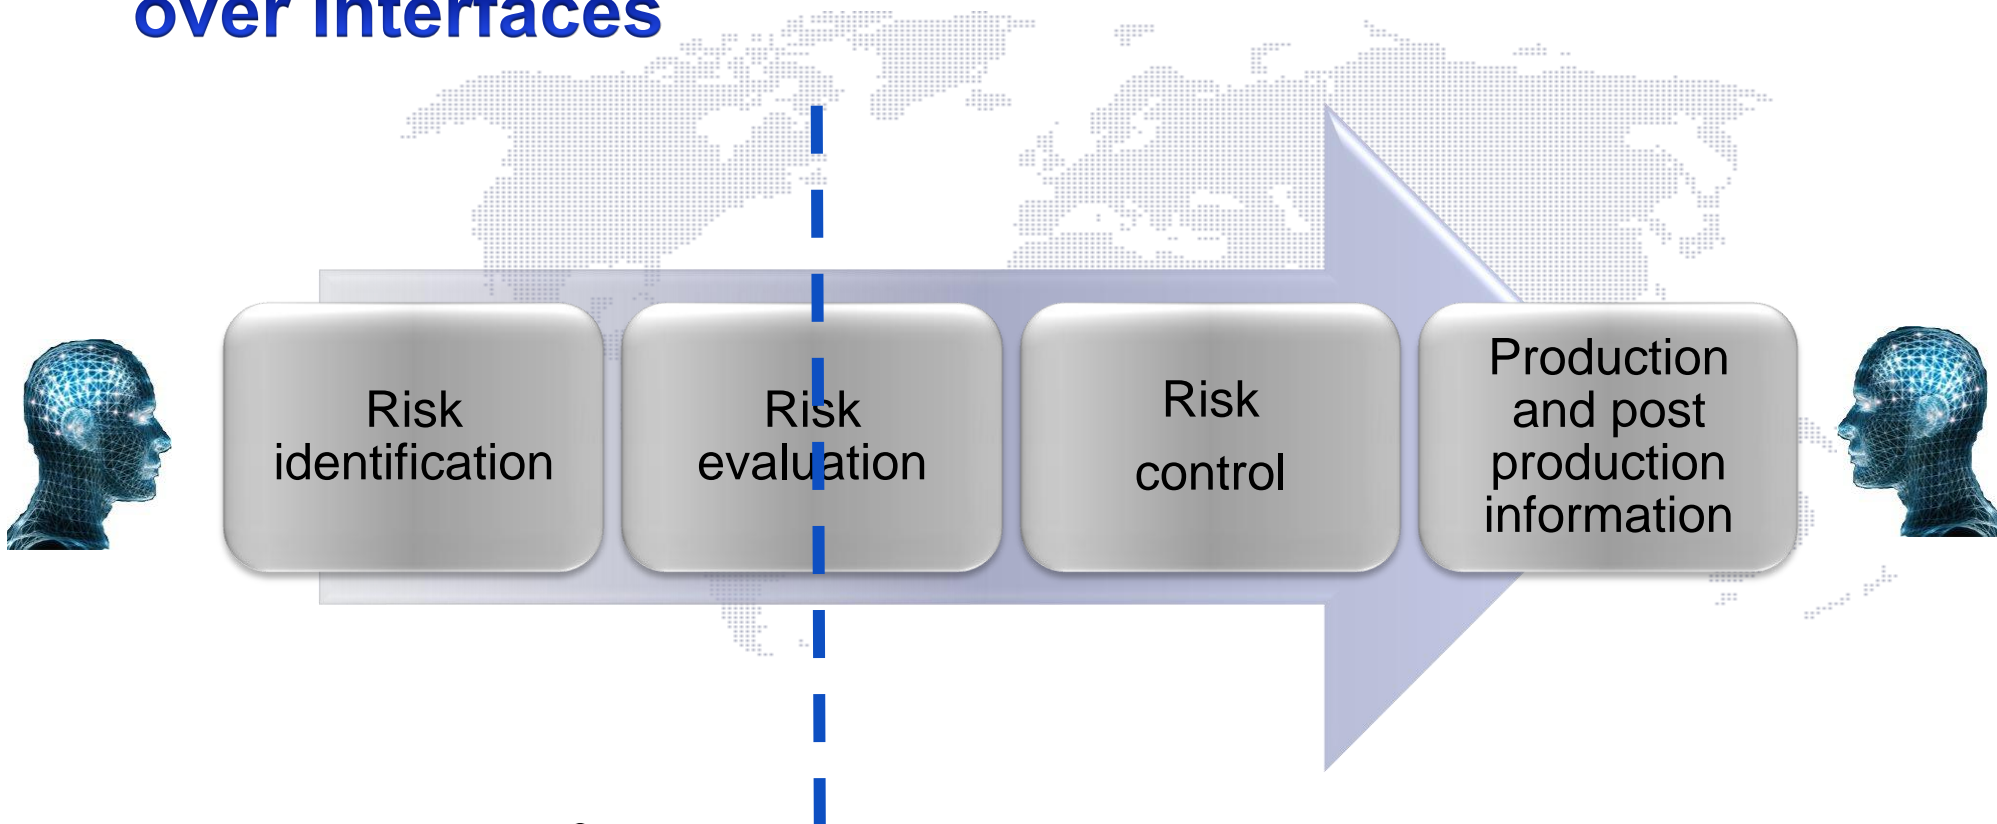 over Interfaces
Risk
identification
Risk
evaluation
Risk
control
Production
and post
production
information